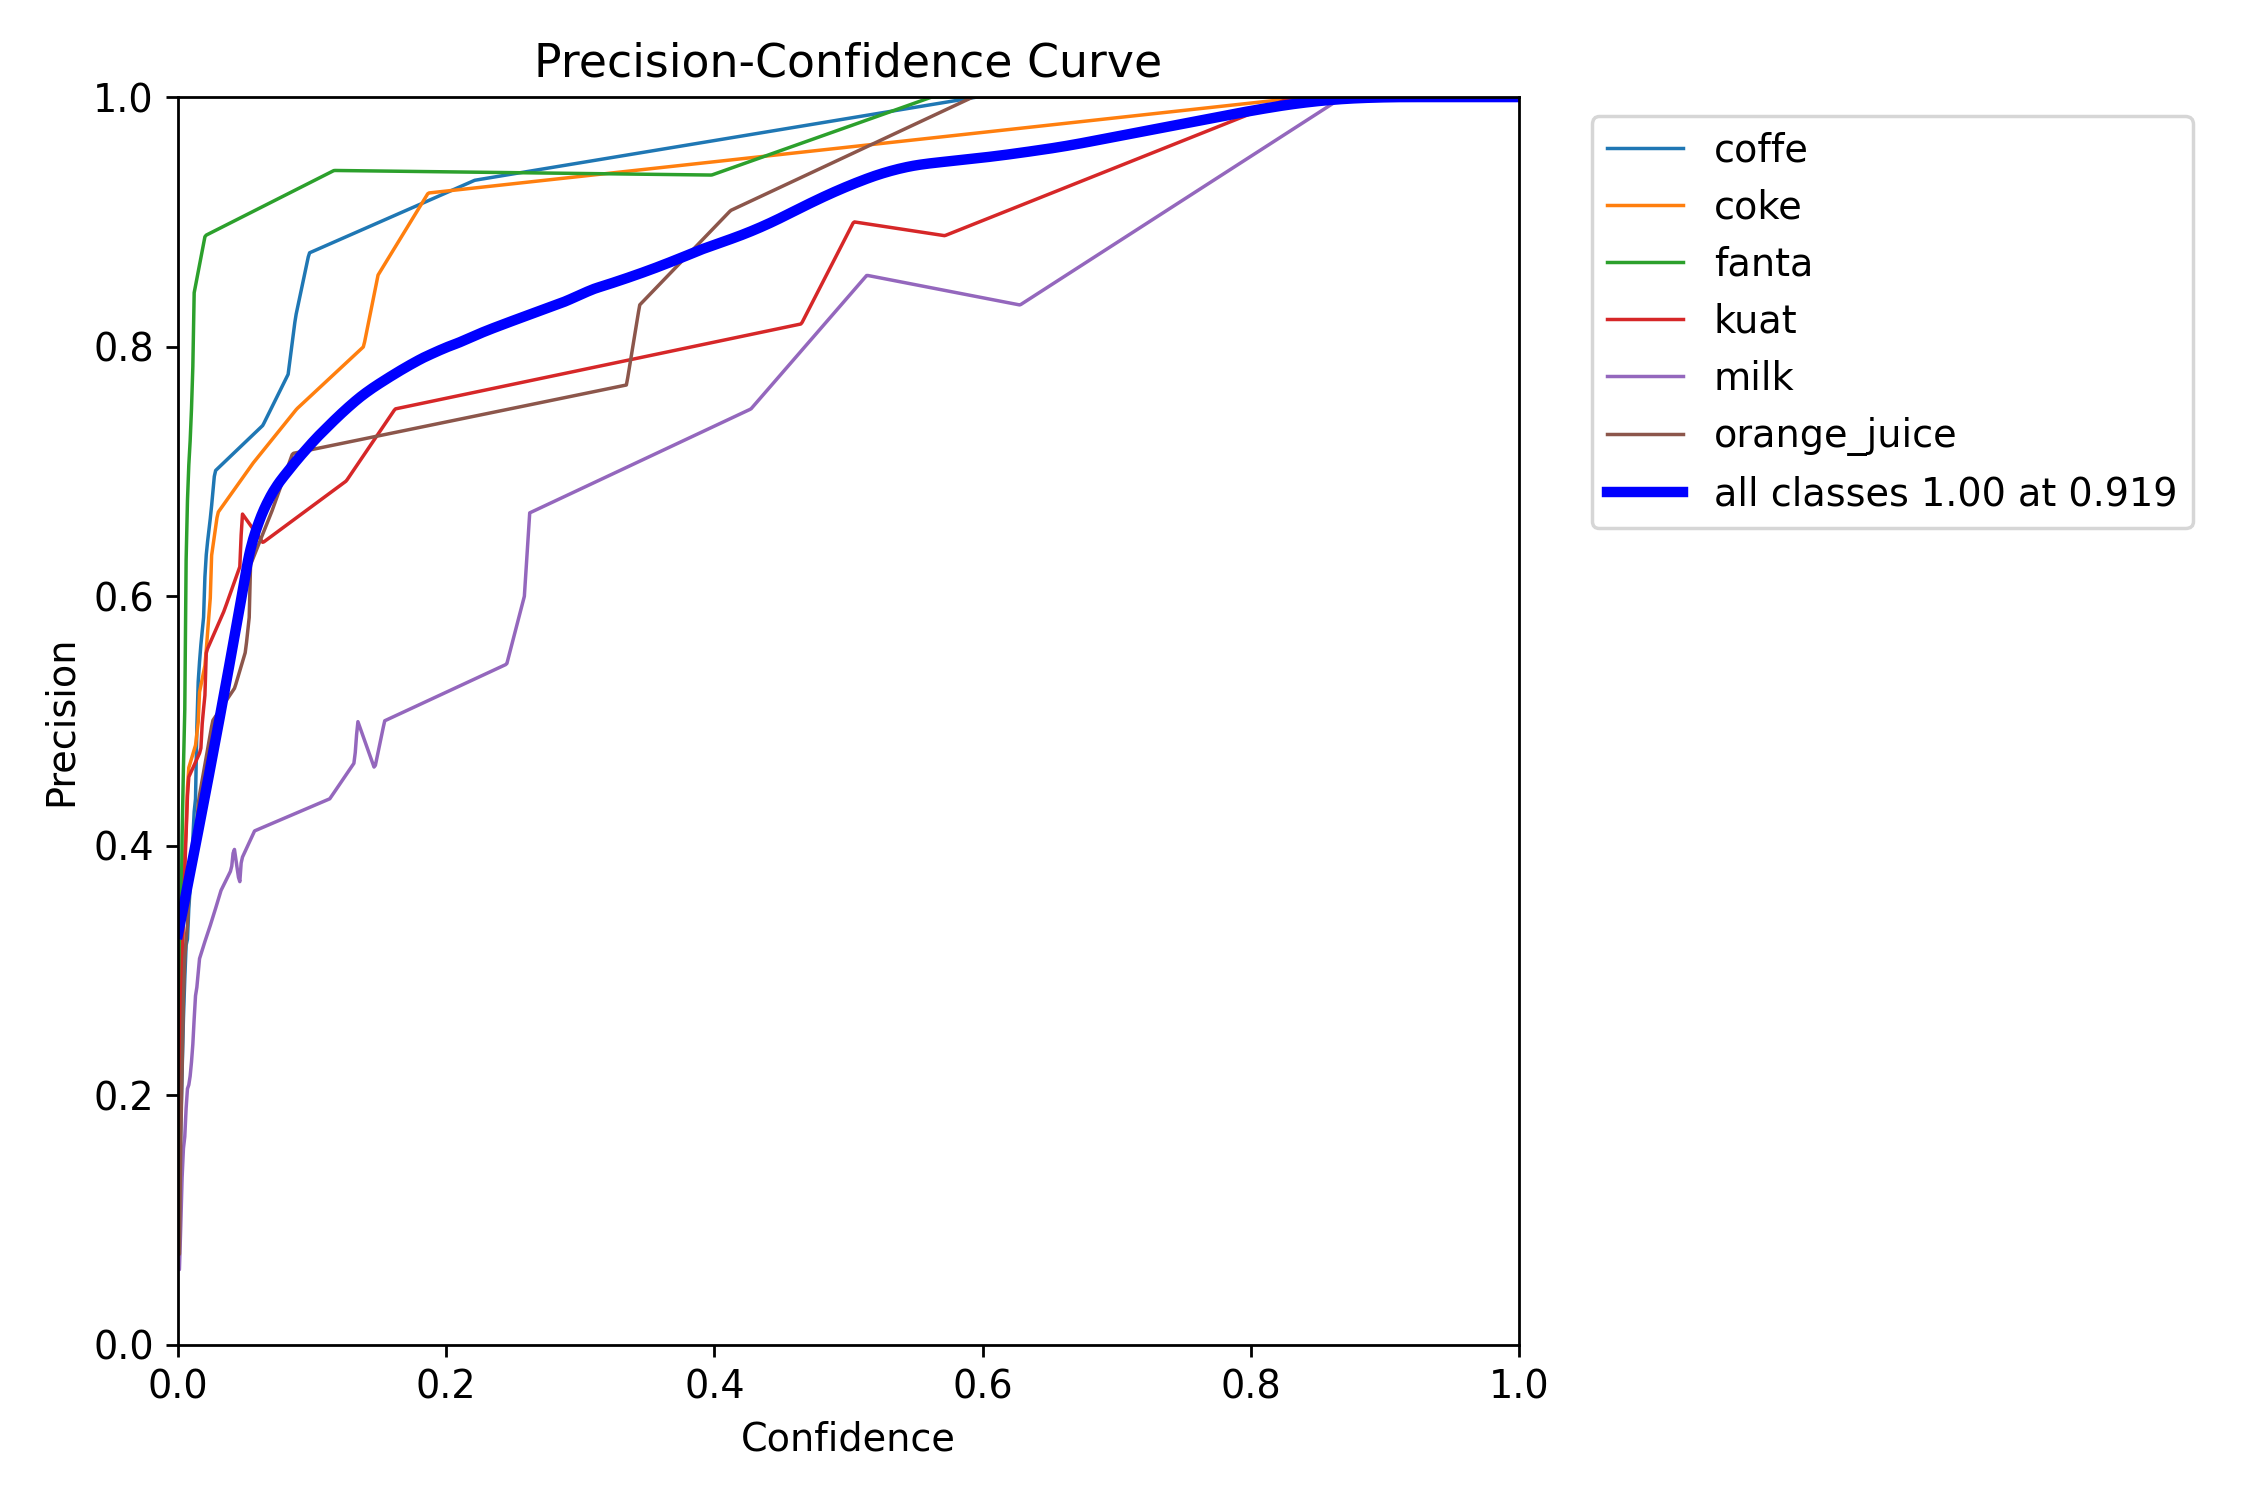 Precision-Confidence Curve
1.0
0.8
0.6
0.4
0.2
0.0
Precision
0.0 0.2 0.4 0.6 0.8 1.0
Confidence
coffe
coke
fanta
kuat
milk
orange_juice
all classes 1.00 at 0.919